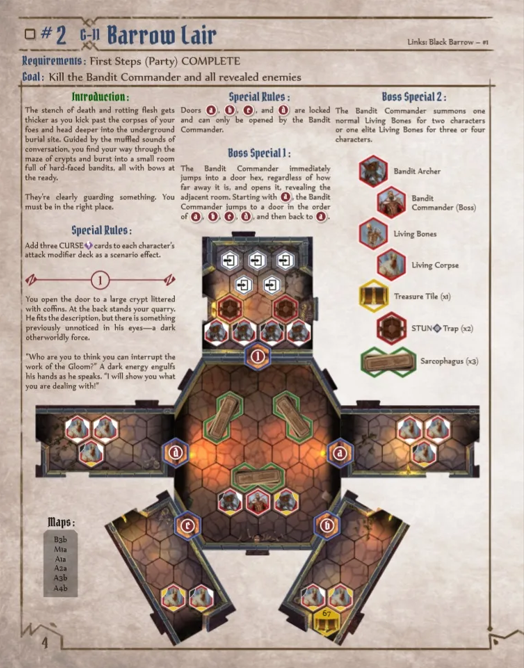 #2 G-11 Barrow Lair
Links: Black Barrow – #1
Requirements: First Steps (Party) COMPLETE
Goal: Kill the Bandit Commander and all revealed enemies
Introduction:
The stench of death and rotting flesh gets
thicker as you kick past the corpses of your
foes and head deeper into the underground
burial site. Guided by the muffled sounds of
conversation, you find your way through the
maze of crypts and burst into a small room
full of hard-faced bandits, all with bows at
the ready.
They're clearly guarding something. You
must be in the right place.
Special Rules:
Add three CURSE cards to each character's
attack modifier deck as a scenario effect.
1
You open the door to a large crypt littered
with coffins. At the back stands your quarry.
He fits the description, but there is something
previously unnoticed in his eyes—a dark
otherworldly force.
"Who are you to think you can interrupt the
work of the Gloom?" A dark energy engulfs
his hands as he speaks. "I will show you what
you are dealing with!"
Special Rules:
Doors a, b, c, and d are locked
and can only be opened by the Bandit
Commander.
Boss Special 1:
The Bandit Commander immediately
jumps into a door hex, regardless of how
far away it is, and opens it, revealing the
adjacent room. Starting with a, the Bandit
Commander jumps to a door in the order
of a, b, c, d, and then back to a.
Boss Special 2:
The Bandit Commander summons one
normal Living Bones for two characters
or one elite Living Bones for three or four
characters.
Bandit Archer
Bandit
Commander (Boss)
Living Bones
Living Corpse
Treasure Tile (x1)
STUN Trap (x2)
Sarcophagus (x3)
1
d
a
c
b
67
Maps:
B3b
M1a
A1a
A2a
A3b
A4b
4